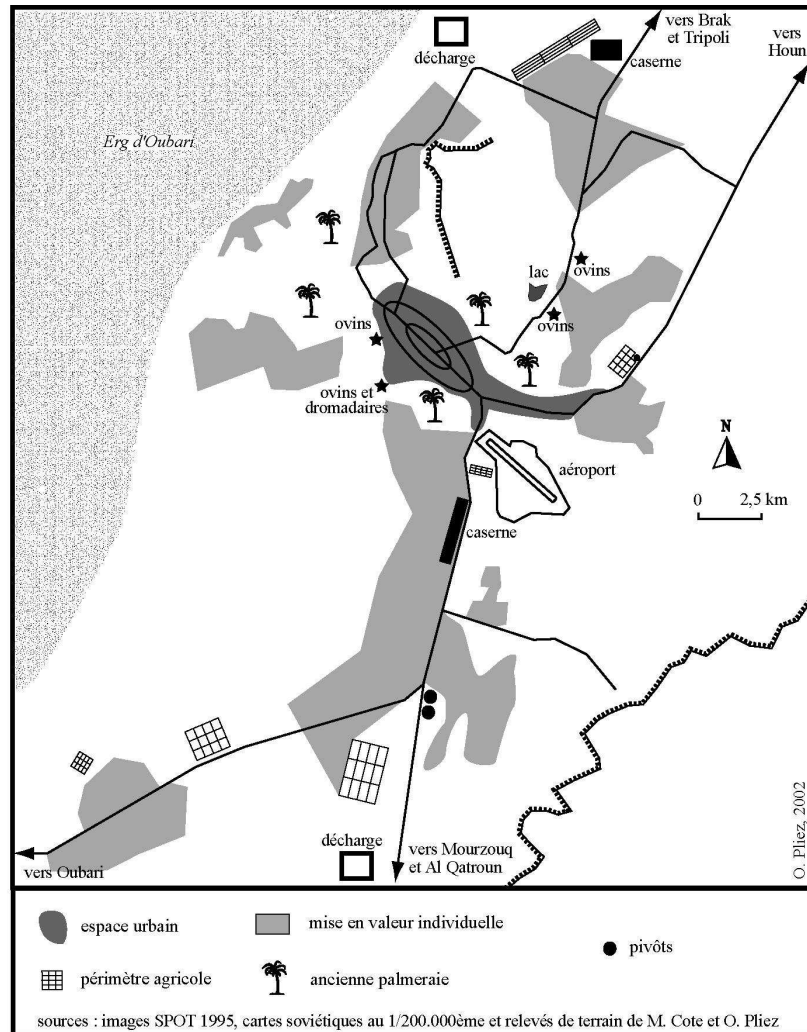 vers Brak
et Tripoli
vers
Houn
décharge
caserne
Erg d'Oubari
lac
ovins
ovins
ovins
ovins et
dromadaires
aéroport
N
0 2,5 km
caserne
décharge
vers Mourzouq
et Al Qatroun
vers Oubari
O. Pliez, 2002
espace urbain
mise en valeur individuelle
pivôts
périmètre agricole
ancienne palmeraie
sources : images SPOT 1995, cartes soviétiques au 1/200.000ème et relevés de terrain de M. Cote et O. Pliez